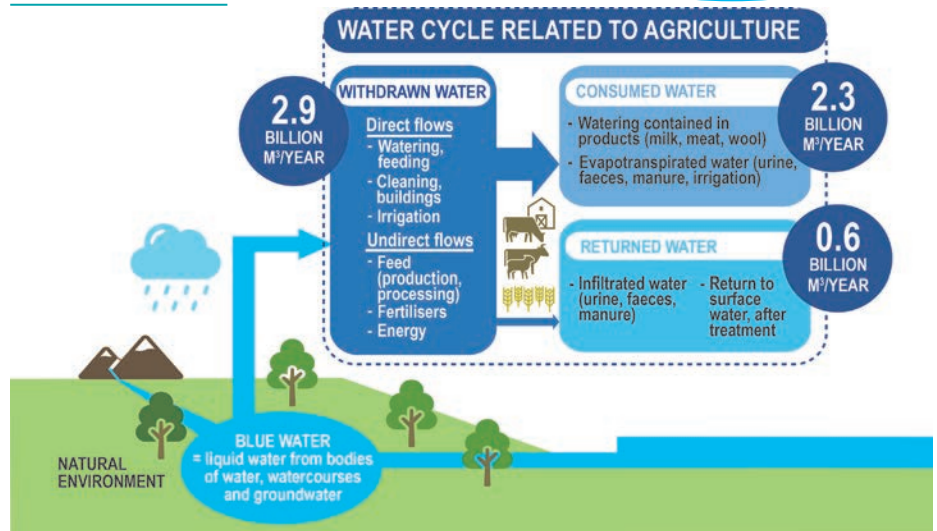 WATER CYCLE RELATED TO AGRICULTURE
2.9
BILLION
M³/YEAR
WITHDRAWN WATER
Direct flows
- Watering,
feeding
- Cleaning,
buildings
- Irrigation
Undirect flows
- Feed
(production,
processing)
- Fertilisers
- Energy
CONSUMED WATER
- Watering contained in
products (milk, meat, wool)
- Evapotranspirated water (urine,
faeces, manure, irrigation)
2.3
BILLION
M³/YEAR
RETURNED WATER
- Infiltrated water
(urine, faeces,
manure)
- Return to
surface
water, after
treatment
0.6
BILLION
M³/YEAR
NATURAL
ENVIRONMENT
BLUE WATER
= liquid water from bodies
of water, watercourses
and groundwater